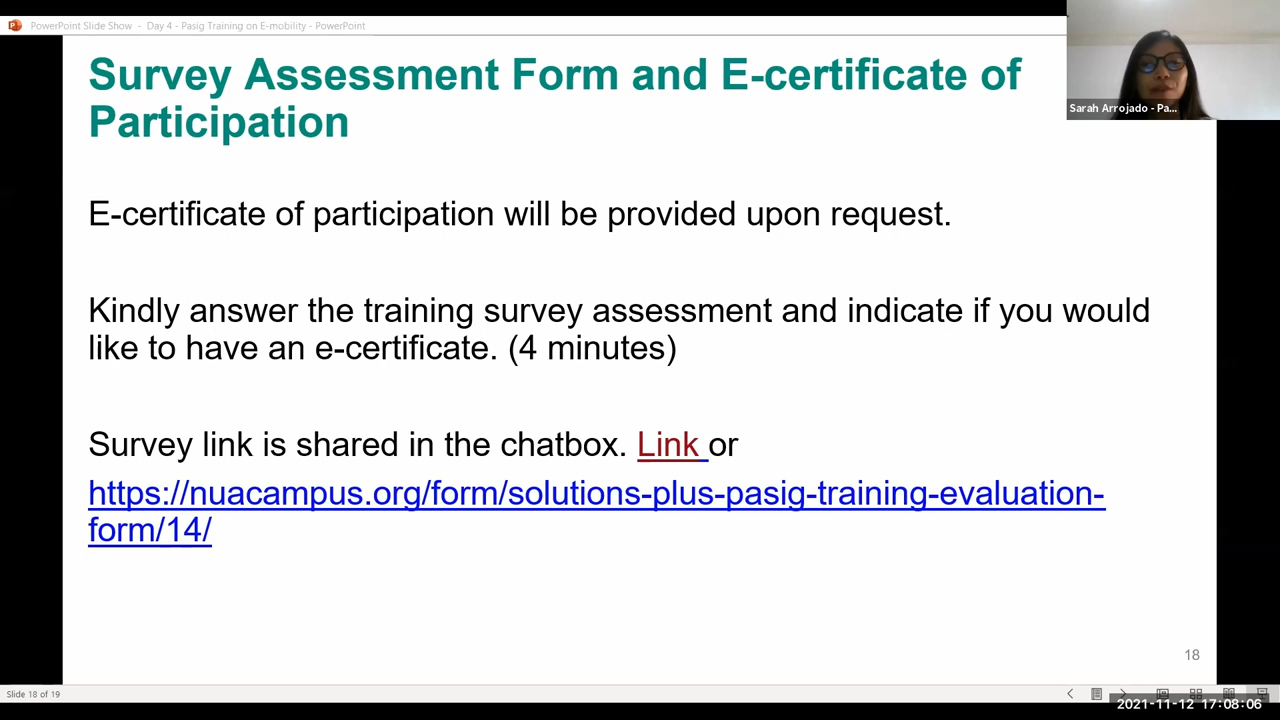 PowerPoint Slide Show - Day 4 - Pasig Training on E-mobility - PowerPoint
Sarah Arrojado - Pa...
Survey Assessment Form and E-certificate of
Participation
E-certificate of participation will be provided upon request.
Kindly answer the training survey assessment and indicate if you would
like to have an e-certificate. (4 minutes)
Survey link is shared in the chatbox. Link or
https://nuacampus.org/form/solutions-plus-pasig-training-evaluation-
form/14/
18
Slide 18 of 19
2021-11-12 17:08:06